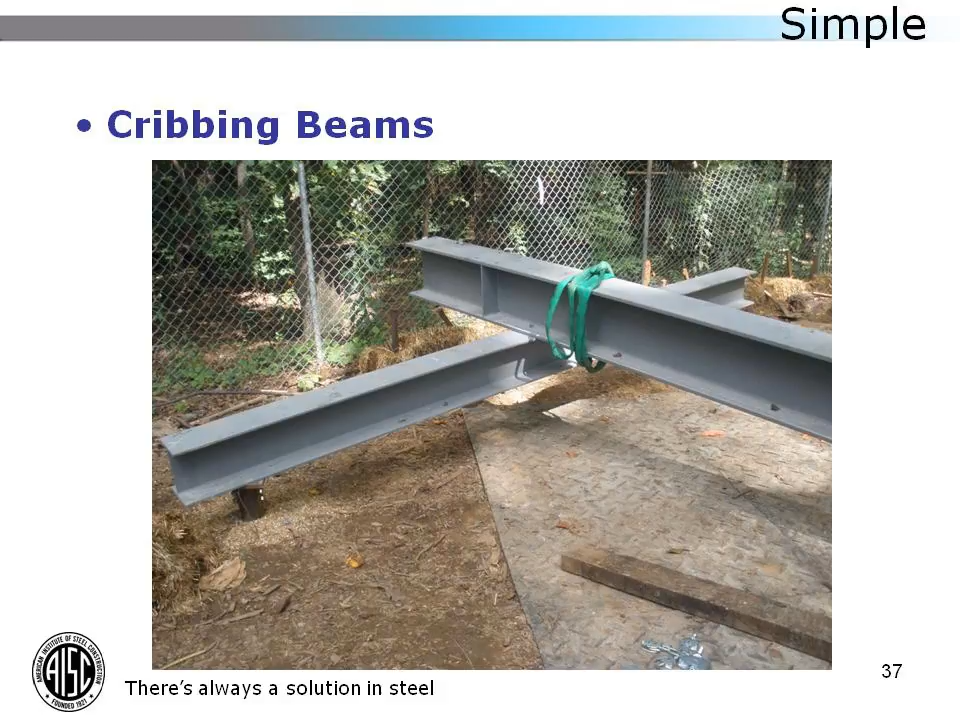 Simple
• Cribbing Beams
AMERICAN INSTITUTE OF STEEL CONSTRUCTION
AISC
• FOUNDED 1921 •
There's always a solution in steel
37